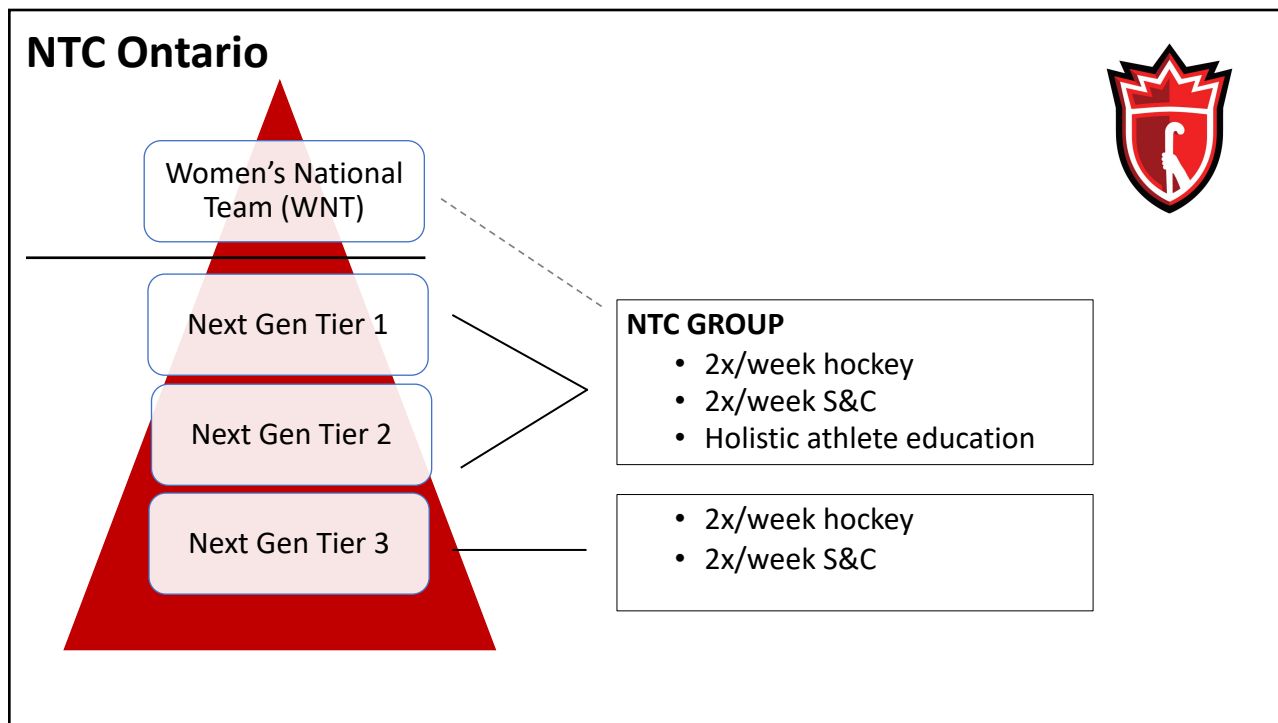 NTC Ontario
Women’s National
Team (WNT)
Next Gen Tier 1
Next Gen Tier 2
Next Gen Tier 3
NTC GROUP
• 2x/week hockey
• 2x/week S&C
• Holistic athlete education
• 2x/week hockey
• 2x/week S&C